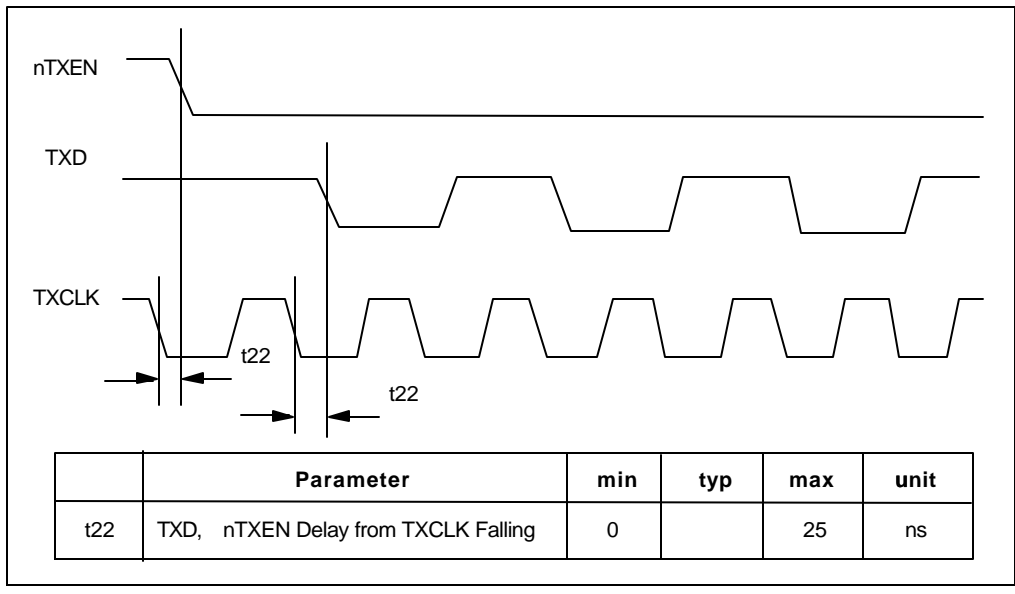 nTXEN
TXD
TXCLK
t22
t22
Parameter min typ max unit
t22 TXD, nTXEN Delay from TXCLK Falling 0 25 ns